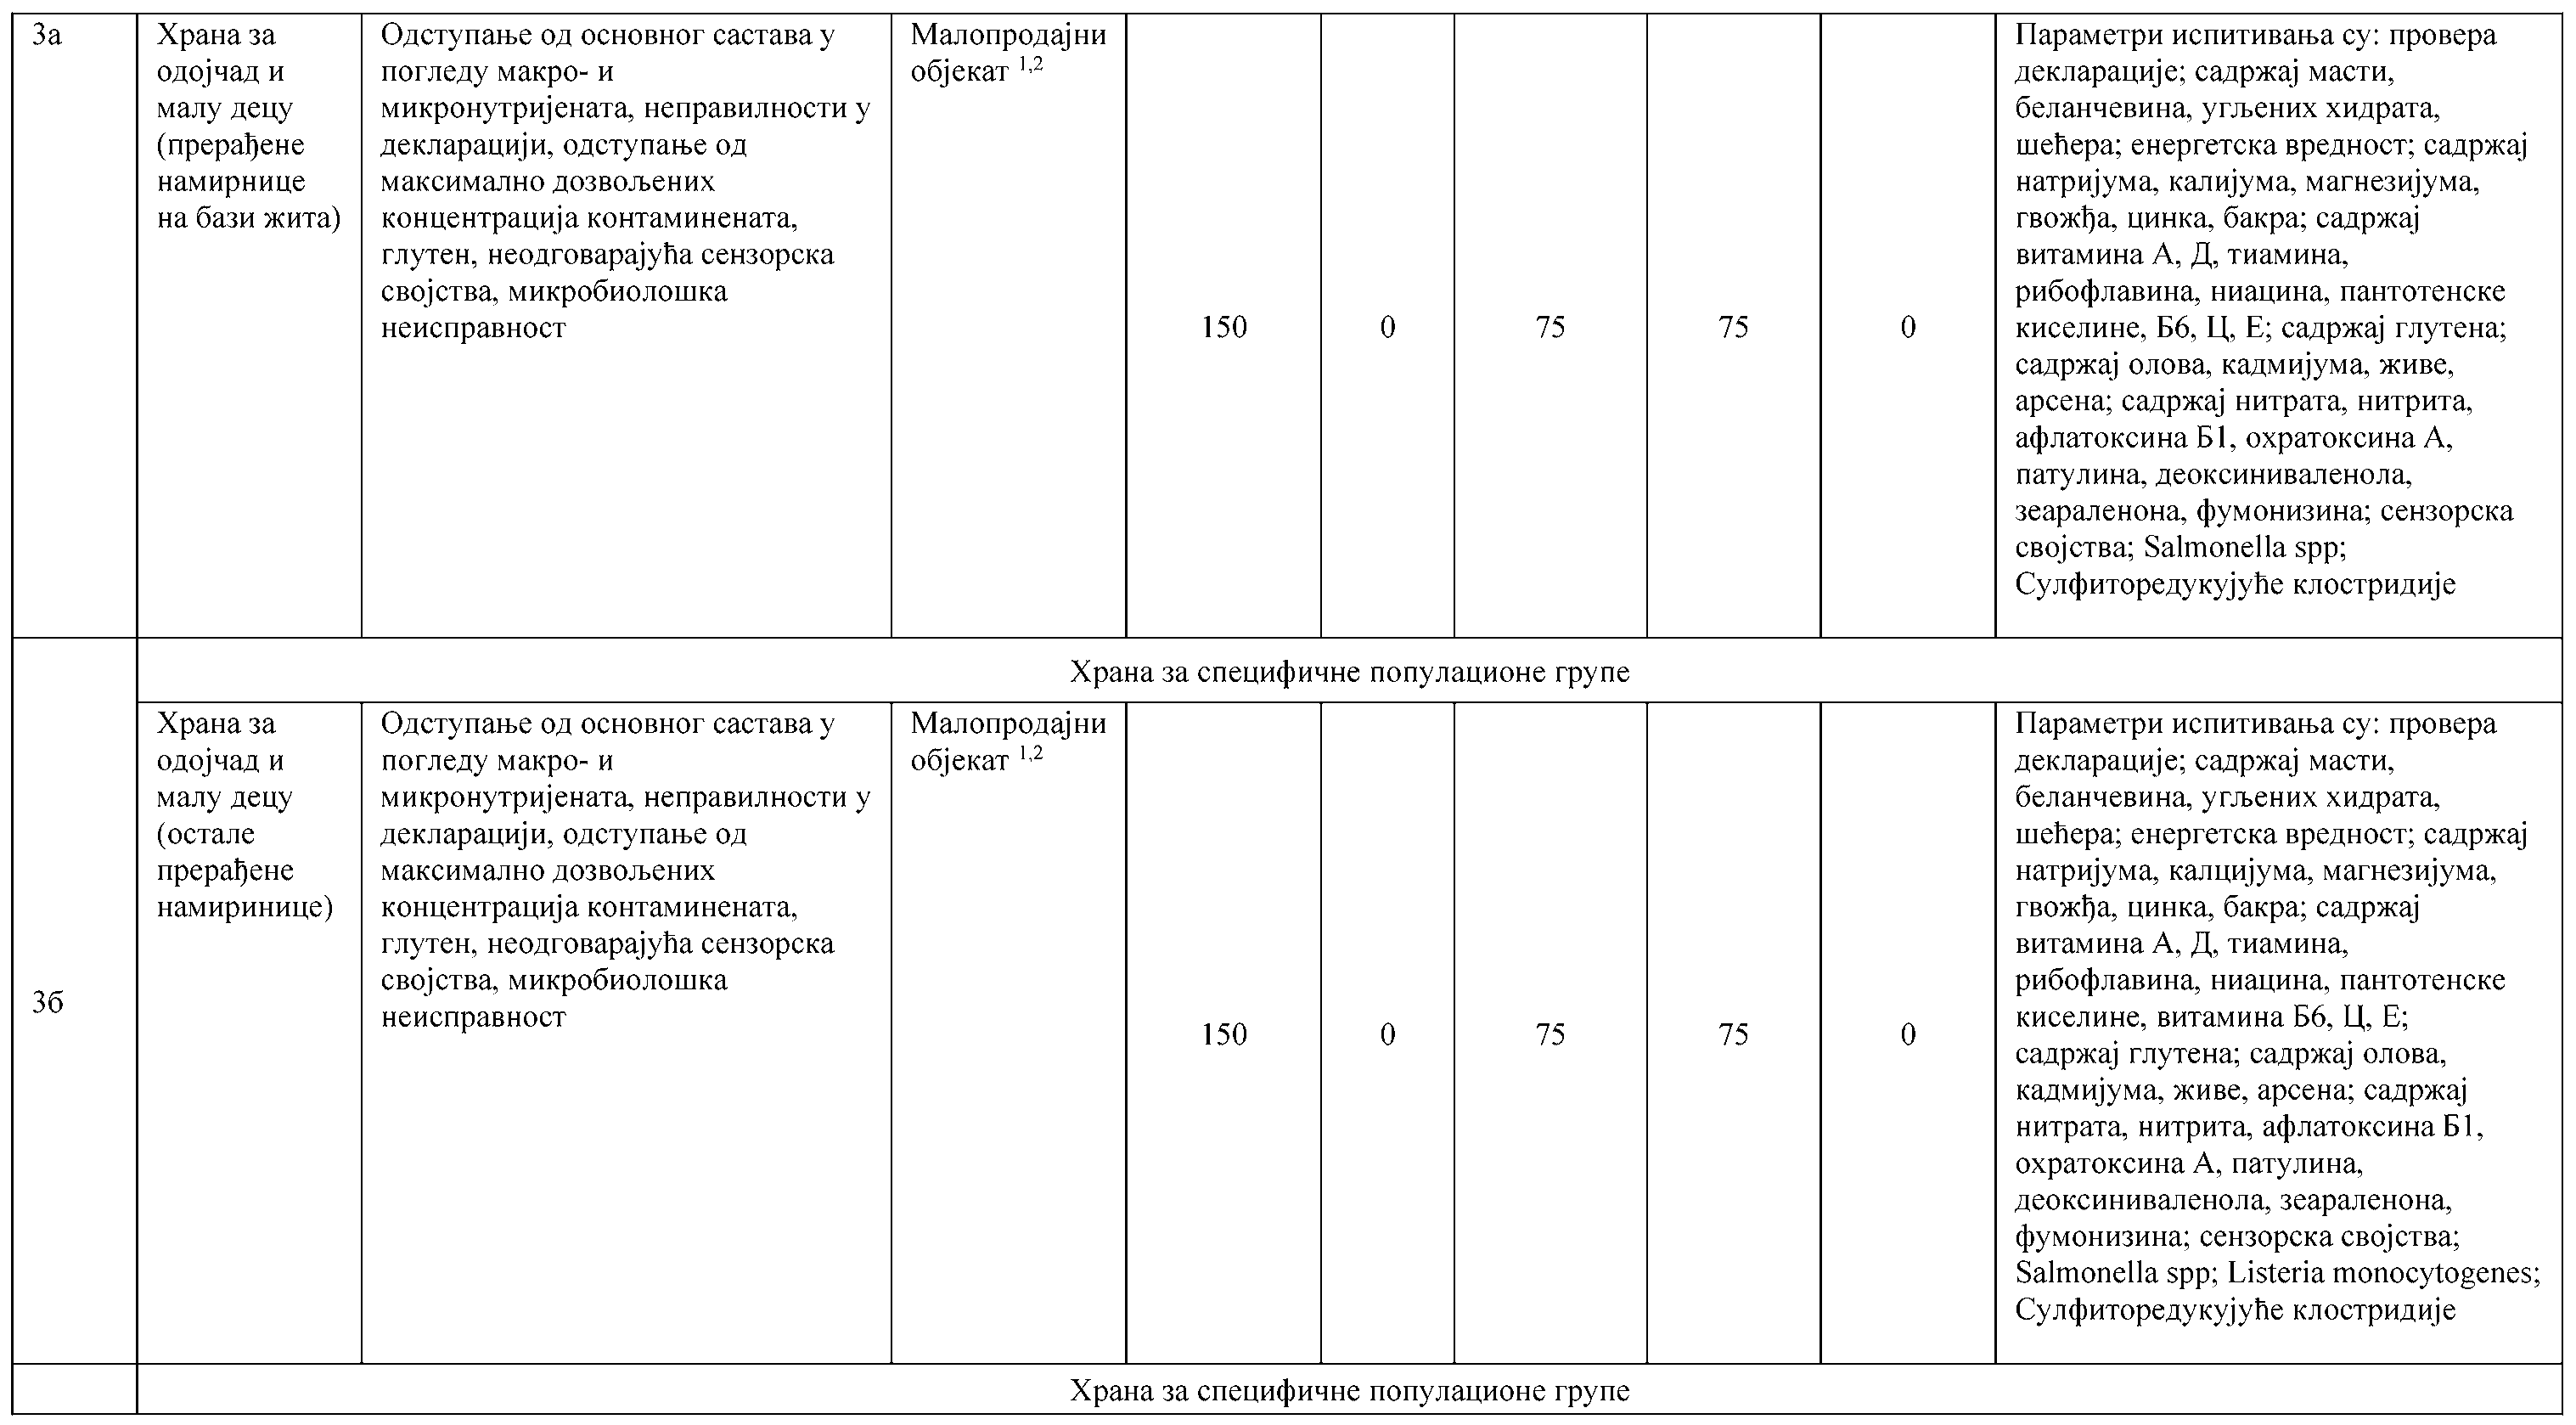 3а
Храна за
одојчад и
малу децу
(прерађене
намирнице
на бази жита)
Одступање од основног састава у
погледу макро- и
микронутријената, неправилности у
декларацији, одступање од
максимално дозвољених
концентрација контаминената,
глутен, неодговарајућа сензорска
својства, микробиолошка
неисправност
Малопродајни
објекат 1,2
150
0
75
75
0
Параметри испитивања су: провера
декларације; садржај масти,
беланчевина, угљених хидрата,
шећера; енергетска вредност; садржај
натријума, калијума, магнезијума,
гвожђа, цинка, бакра; садржај
витамина А, Д, тиамина,
рибофлавина, ниацина, пантотенске
киселине, Б6, Ц, Е; садржај глутена;
садржај олова, кадмијума, живе,
арсена; садржај нитрата, нитрита,
афлатоксина Б1, охратоксина А,
патулина, деоксиниваленола,
зеараленона, фумонизина; сензорска
својства; Salmonella spp;
Сулфиторедукујуће клостридије
Храна за специфичне популационе групе
3б
Храна за
одојчад и
малу децу
(остале
прерађене
намиринице)
Одступање од основног састава у
погледу макро- и
микронутријената, неправилности у
декларацији, одступање од
максимално дозвољених
концентрација контаминената,
глутен, неодговарајућа сензорска
својства, микробиолошка
неисправност
Малопродајни
објекат 1,2
150
0
75
75
0
Параметри испитивања су: провера
декларације; садржај масти,
беланчевина, угљених хидрата,
шећера; енергетска вредност; садржај
натријума, калцијума, магнезијума,
гвожђа, цинка, бакра; садржај
витамина А, Д, тиамина,
рибофлавина, ниацина, пантотенске
киселине, витамина Б6, Ц, Е;
садржај глутена; садржај олова,
кадмијума, живе, арсена; садржај
нитрата, нитрита, афлатоксина Б1,
охратоксина А, патулина,
деоксиниваленола, зеараленона,
фумонизина; сензорска својства;
Salmonella spp; Listeria monocytogenes;
Сулфиторедукујуће клостридије
Храна за специфичне популационе групе